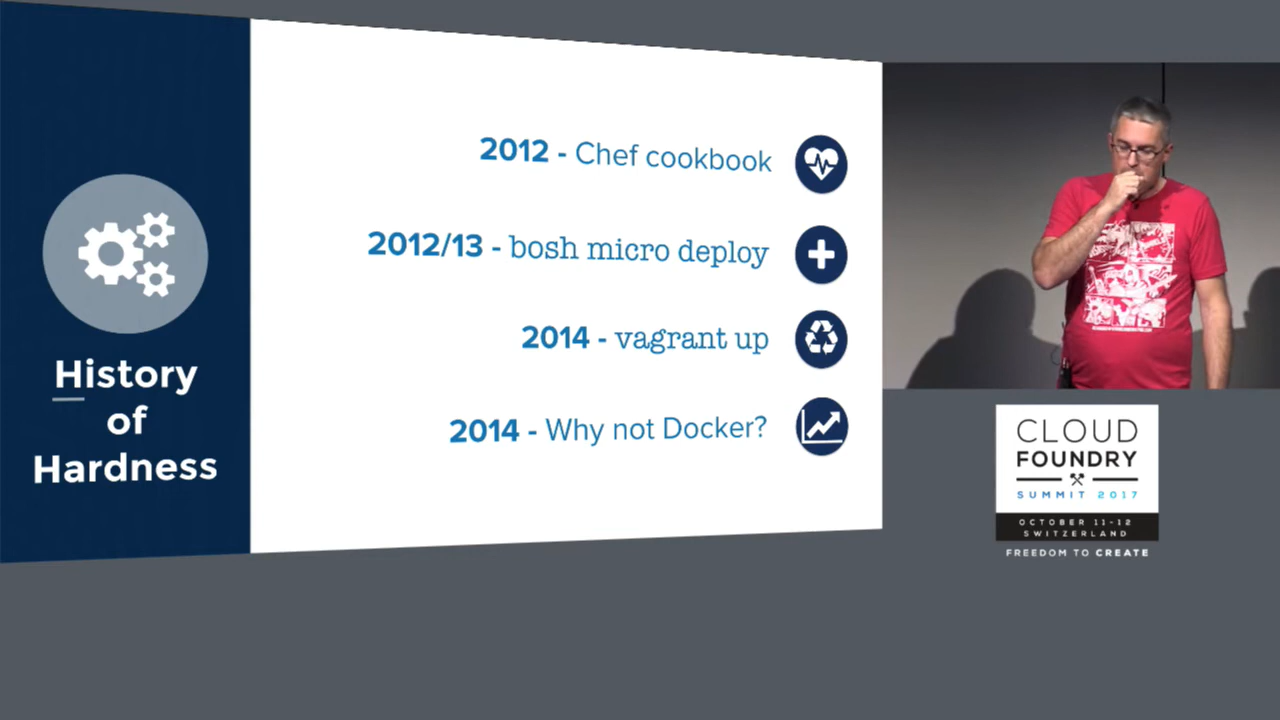 History
of
Hardness
2012 - Chef cookbook
2012/13 - bosh micro deploy
2014 - vagrant up
2014 - Why not Docker?
CLOUD
FOUNDRY
SUMMIT 2017
OCTOBER 11-12
SWITZERLAND
FREEDOM TO CREATE